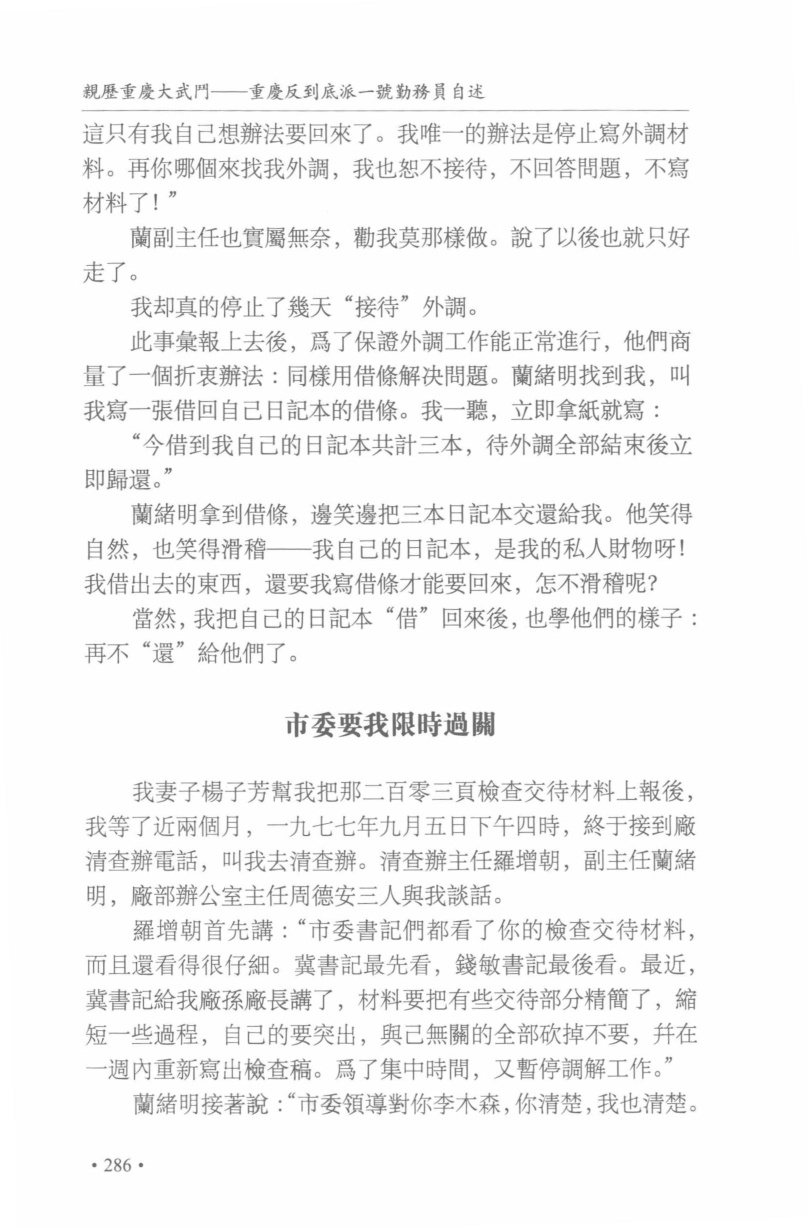 親歷重慶大武鬥——重慶反到底派一號勤務員自述
這只有我自己想辦法要回來了。我唯一的辦法是停止寫外調材
料。再你哪個來找我外調，我也恕不接待，不回答問題，不寫
材料了！”
蘭副主任也實屬無奈，勸我莫那樣做。說了以後也就只好
走了。
我却真的停止了幾天“接待”外調。
此事彙報上去後，爲了保證外調工作能正常進行，他們商
量了一個折衷辦法：同樣用借條解決問題。蘭緒明找到我，叫
我寫一張借回自己日記本的借條。我一聽，立即拿紙就寫：
“今借到我自己的日記本共計三本，待外調全部結束後立
即歸還。”
蘭緒明拿到借條，邊笑邊把三本日記本交還給我。他笑得
自然，也笑得滑稽——我自己的日記本，是我的私人財物呀！
我借出去的東西，還要我寫借條才能要回來，怎不滑稽呢？
當然，我把自己的日記本“借”回來後，也學他們的樣子：
再不“還”給他們了。
市委要我限時過關
我妻子楊子芳幫我把那二百零三頁檢查交待材料上報後，
我等了近兩個月，一九七七年九月五日下午四時，終于接到廠
清查辦電話，叫我去清查辦。清查辦主任羅增朝，副主任蘭緒
明，廠部辦公室主任周德安三人與我談話。
羅增朝首先講：“市委書記們都看了你的檢查交待材料，
而且還看得很仔細。冀書記最先看，錢敏書記最後看。最近，
冀書記給我廠孫廠長講了，材料要把有些交待部分精簡了，縮
短一些過程，自己的要突出，與己無關的全部砍掉不要，幷在
一週內重新寫出檢查稿。爲了集中時間，又暫停調解工作。”
蘭緒明接著說：“市委領導對你李木森，你清楚，我也清楚。
·286·